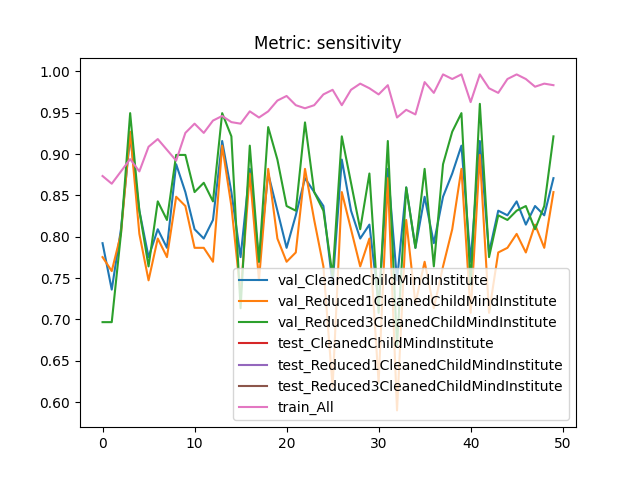 Metric: sensitivity
1.00
0.95
0.90
0.85
0.80
0.75
0.70
0.65
0.60
val_CleanedChildMindInstitute
val_Reduced1CleanedChildMindInstitute
val_Reduced3CleanedChildMindInstitute
test_CleanedChildMindInstitute
test_Reduced1CleanedChildMindInstitute
test_Reduced3CleanedChildMindInstitute
train_All
0 10 20 30 40 50